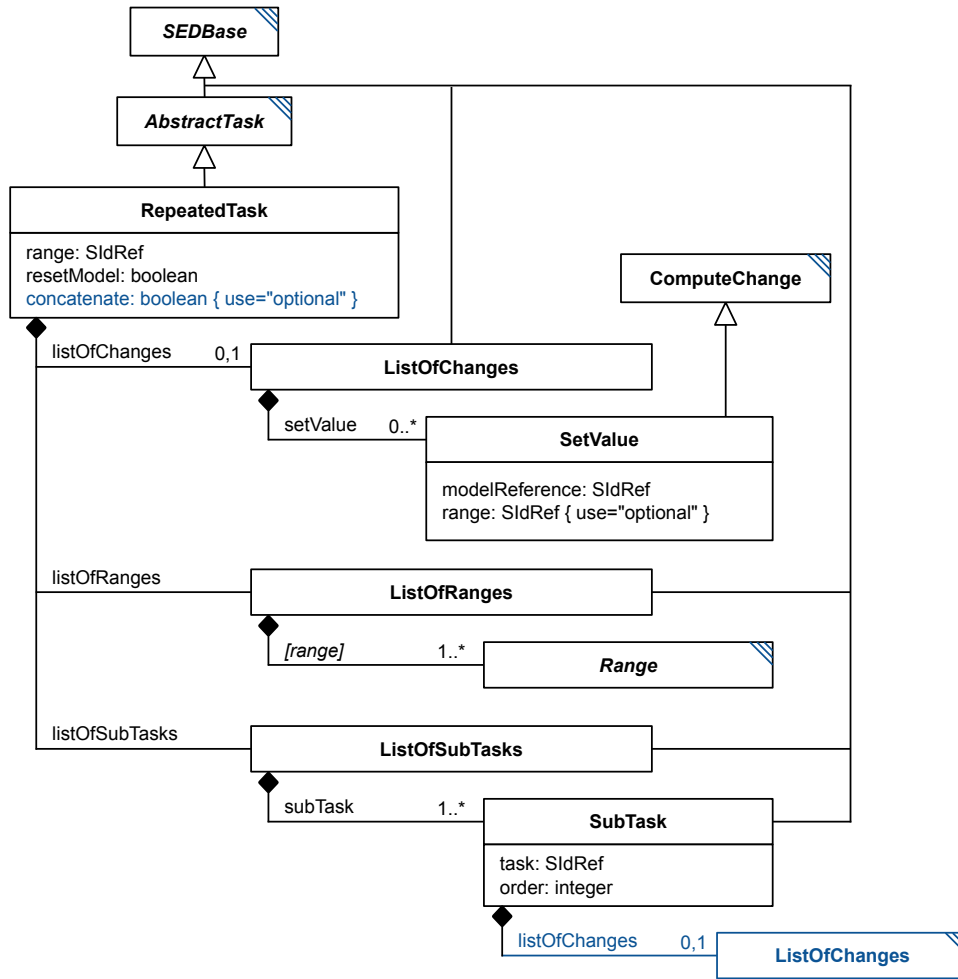 SEDBase
AbstractTask
RepeatedTask
range: SIdRef
resetModel: boolean
concatenate: boolean { use="optional" }
ComputeChange
listOfChanges 0,1
ListOfChanges
setValue 0..*
SetValue
modelReference: SIdRef
range: SIdRef { use="optional" }
listOfRanges
ListOfRanges
[range] 1..*
Range
listOfSubTasks
ListOfSubTasks
subTask 1..*
SubTask
task: SIdRef
order: integer
listOfChanges 0,1
ListOfChanges